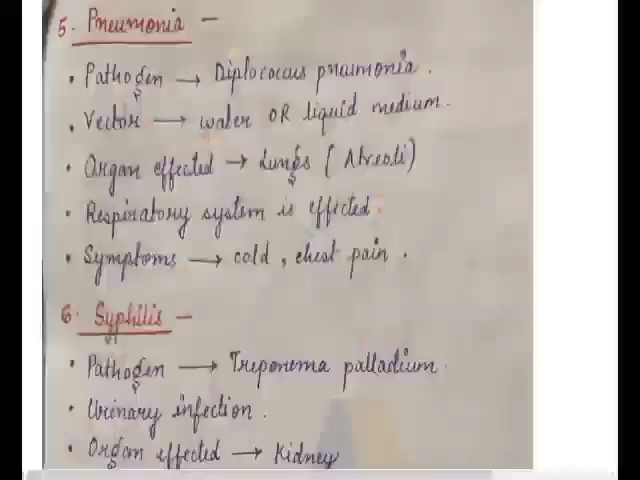 5. Pneumonia -
• Pathogen → Diplococcus pneumonia.
• Vector → water OR liquid medium.
• Organ effected → Lungs (Alveoli)
• Respiratory system is effected.
• Symptoms → cold, chest pain.
6. Syphilis -
• Pathogen → Treponema palladium.
• Urinary infection.
• Organ effected → Kidney